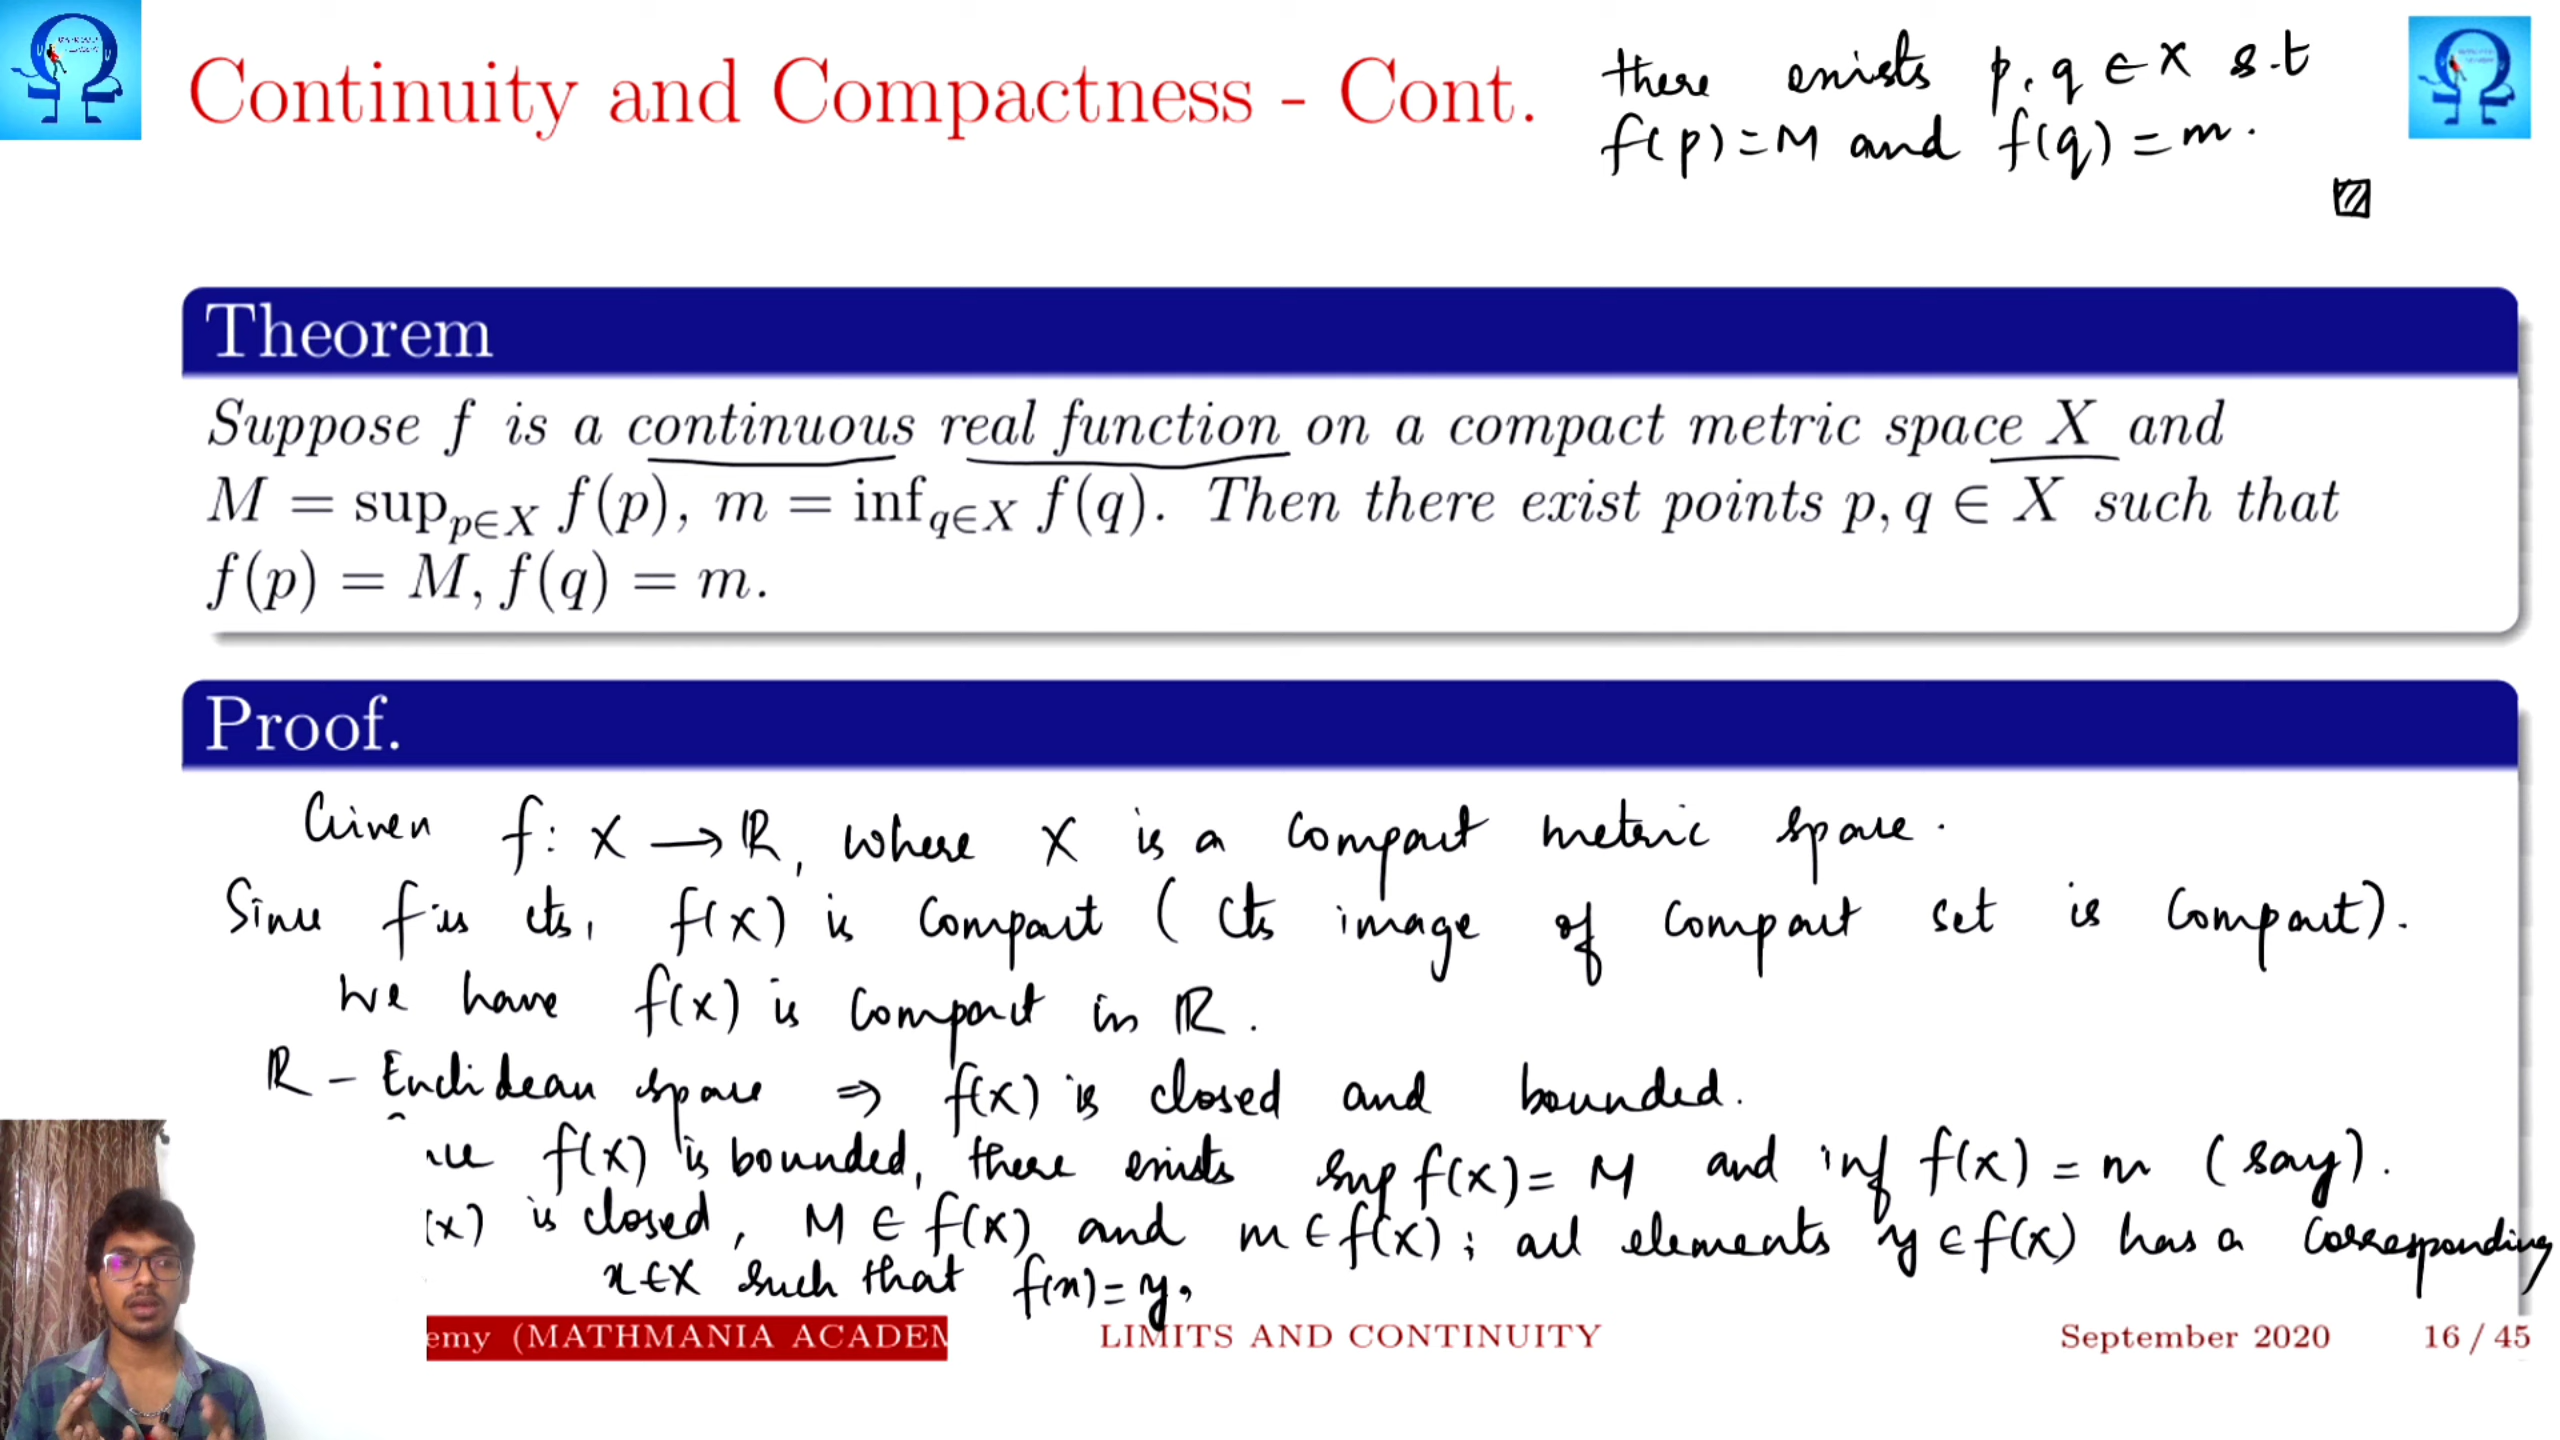 Continuity and Compactness - Cont.
there exists p, q ∈ X s.t
f(p) = M and f(q) = m.
Theorem
Suppose f is a continuous real function on a compact metric space X and
M = sup_{p∈X} f(p), m = inf_{q∈X} f(q). Then there exist points p, q ∈ X such that
f(p) = M, f(q) = m.
Proof.
Given f: X → ℝ, where X is a compact metric space.
Since f is cts, f(X) is compact (cts image of compact set is compact).
We have f(X) is compact in ℝ.
ℝ - Euclidean space ⇒ f(X) is closed and bounded.
f(X) is bounded, there exists sup f(X) = M and inf f(X) = m (say).
(X) is closed, M ∈ f(X) and m ∈ f(X); all elements y ∈ f(X) has a corresponding
x ∈ X such that f(x) = y,
emy (MATHMANIA ACADEM LIMITS AND CONTINUITY September 2020 16 / 45